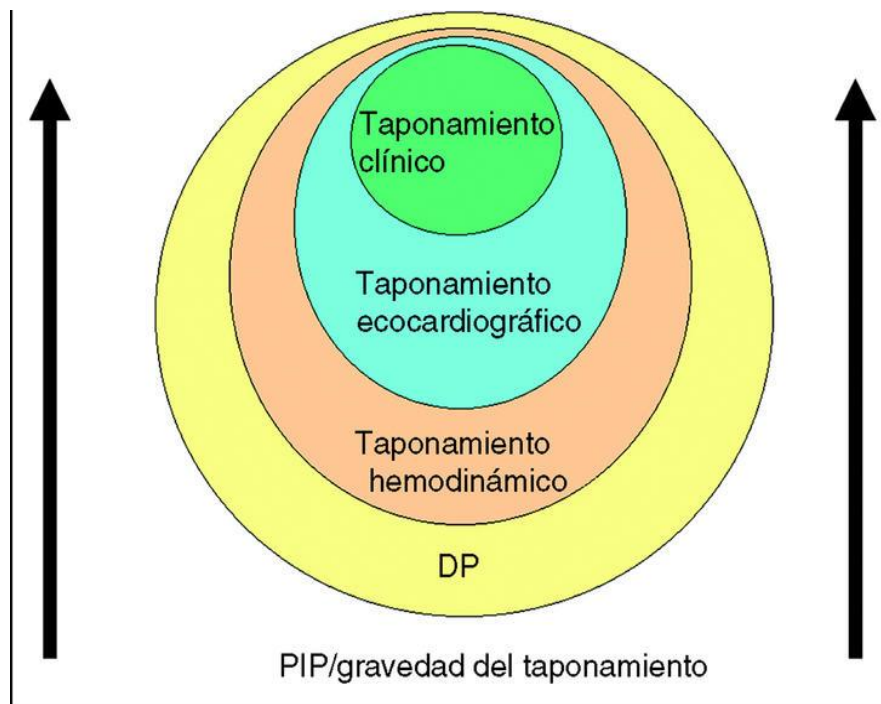 Taponamiento
clínico
Taponamiento
ecocardiográfico
Taponamiento
hemodinámico
DP
PIP/gravedad del taponamiento